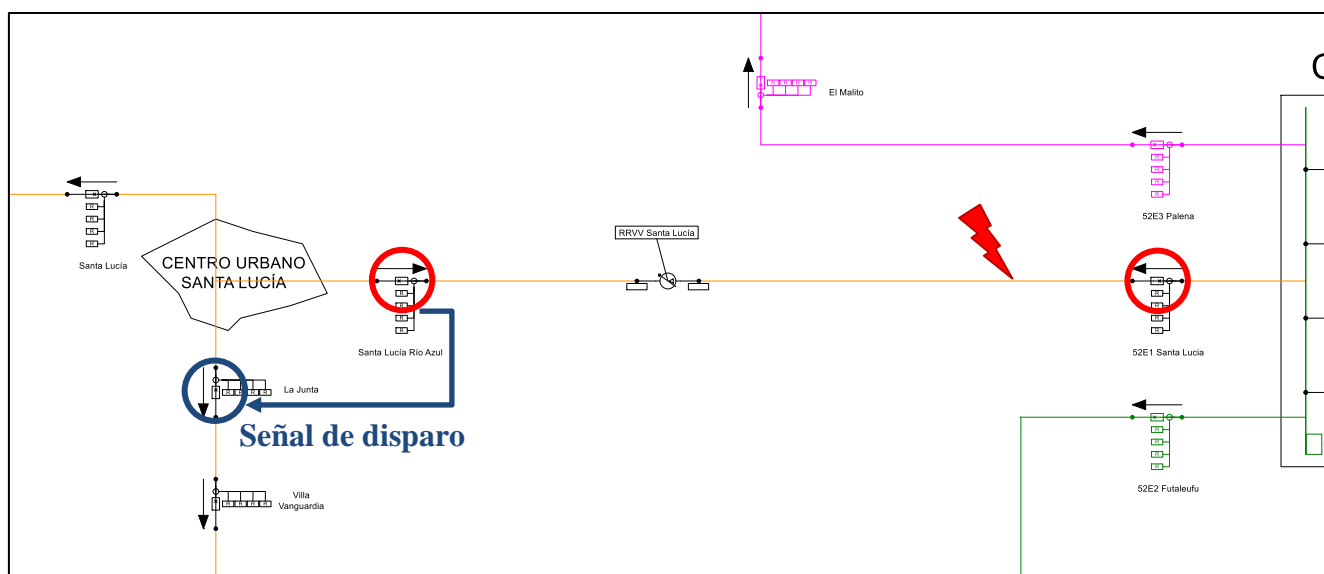 C
El Malito
52E3 Palena
RRVV Santa Lucía
Santa Lucía
CENTRO URBANO
SANTA LUCÍA
Santa Lucía Río Azul
52E1 Santa Lucia
La Junta
Señal de disparo
52E2 Futaleufu
Villa
Vanguardia